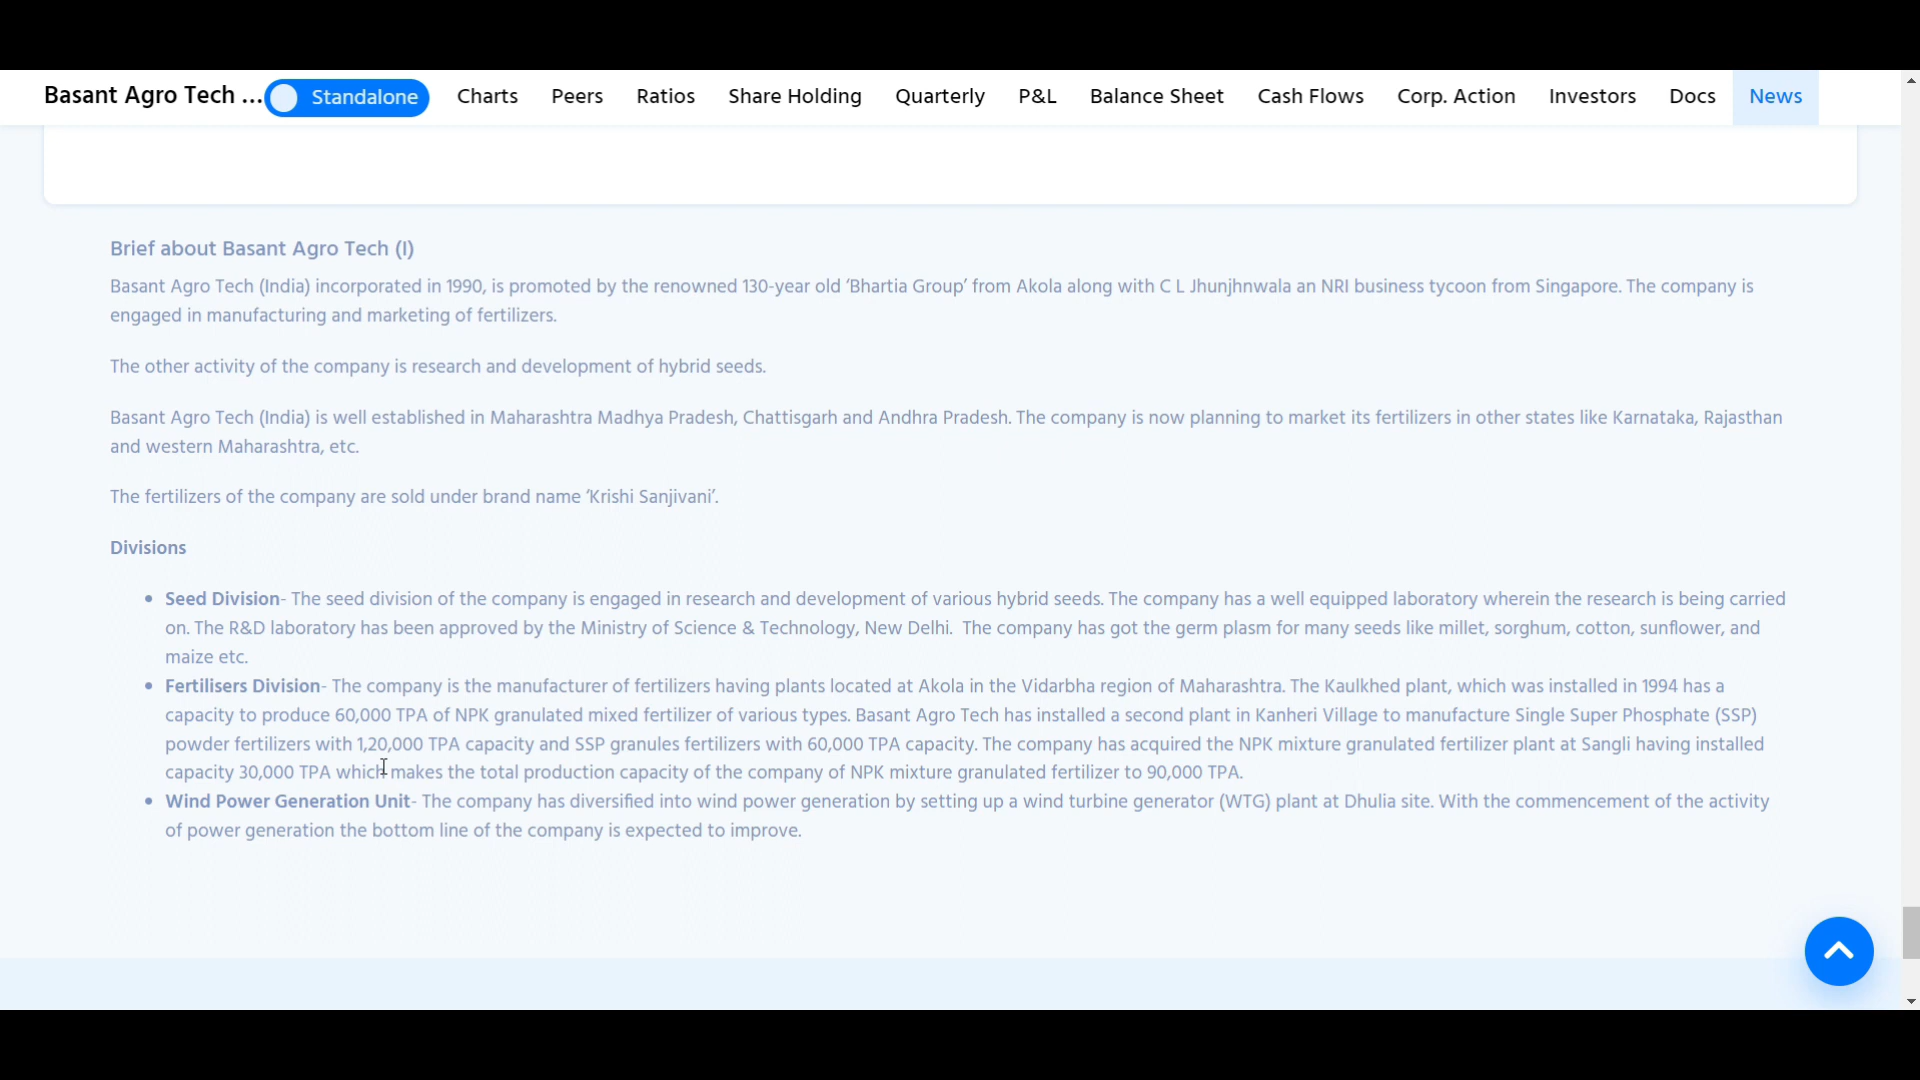 Basant Agro Tech ... Standalone Charts Peers Ratios Share Holding Quarterly P&L Balance Sheet Cash Flows Corp. Action Investors Docs News
Brief about Basant Agro Tech (I)
Basant Agro Tech (India) incorporated in 1990, is promoted by the renowned 130-year old ‘Bhartia Group’ from Akola along with C L Jhunjhnwala an NRI business tycoon from Singapore. The company is
engaged in manufacturing and marketing of fertilizers.
The other activity of the company is research and development of hybrid seeds.
Basant Agro Tech (India) is well established in Maharashtra Madhya Pradesh, Chattisgarh and Andhra Pradesh. The company is now planning to market its fertilizers in other states like Karnataka, Rajasthan
and western Maharashtra, etc.
The fertilizers of the company are sold under brand name ‘Krishi Sanjivani’.
Divisions
• Seed Division- The seed division of the company is engaged in research and development of various hybrid seeds. The company has a well equipped laboratory wherein the research is being carried
on. The R&D laboratory has been approved by the Ministry of Science & Technology, New Delhi. The company has got the germ plasm for many seeds like millet, sorghum, cotton, sunflower, and
maize etc.
• Fertilisers Division- The company is the manufacturer of fertilizers having plants located at Akola in the Vidarbha region of Maharashtra. The Kaulkhed plant, which was installed in 1994 has a
capacity to produce 60,000 TPA of NPK granulated mixed fertilizer of various types. Basant Agro Tech has installed a second plant in Kanheri Village to manufacture Single Super Phosphate (SSP)
powder fertilizers with 1,20,000 TPA capacity and SSP granules fertilizers with 60,000 TPA capacity. The company has acquired the NPK mixture granulated fertilizer plant at Sangli having installed
capacity 30,000 TPA which makes the total production capacity of the company of NPK mixture granulated fertilizer to 90,000 TPA.
• Wind Power Generation Unit- The company has diversified into wind power generation by setting up a wind turbine generator (WTG) plant at Dhulia site. With the commencement of the activity
of power generation the bottom line of the company is expected to improve.